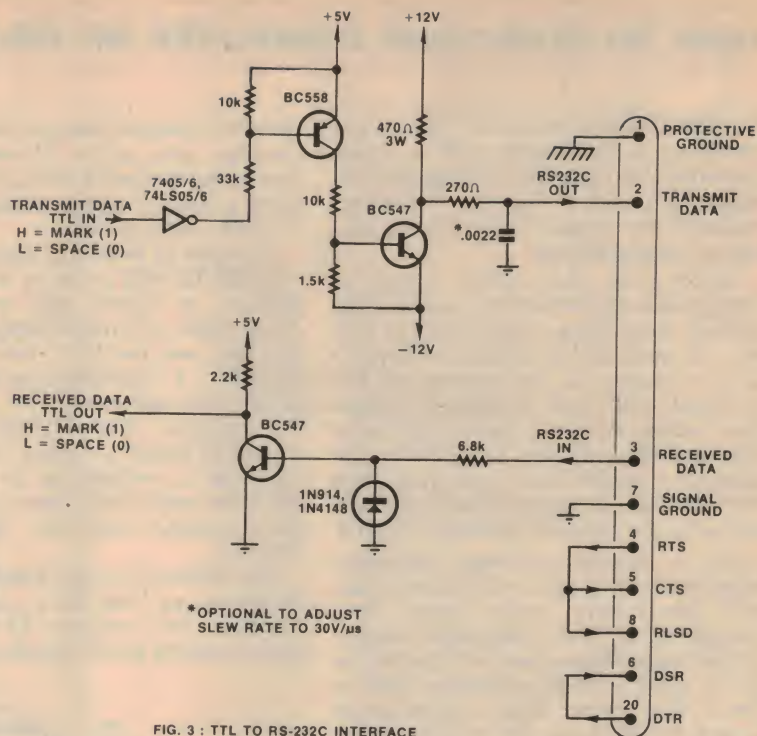 +5V
+12V
10k
BC558
470Ω
3W
1
PROTECTIVE
GROUND
33k
7405/6,
74LS05/6
TRANSMIT DATA
TTL IN
H = MARK (1)
L = SPACE (0)
10k
270Ω
RS232C
OUT
2
TRANSMIT
DATA
BC547
*.0022
1.5k
-12V
+5V
2.2k
RECEIVED DATA
TTL OUT
H = MARK (1)
L = SPACE (0)
BC547
6.8k
RS232C
IN
3
RECEIVED
DATA
1N914,
1N4148
7
SIGNAL
GROUND
4
RTS
5
CTS
8
RLSD
6
DSR
20
DTR
*OPTIONAL TO ADJUST
SLEW RATE TO 30V/µs
FIG. 3 : TTL TO RS-232C INTERFACE